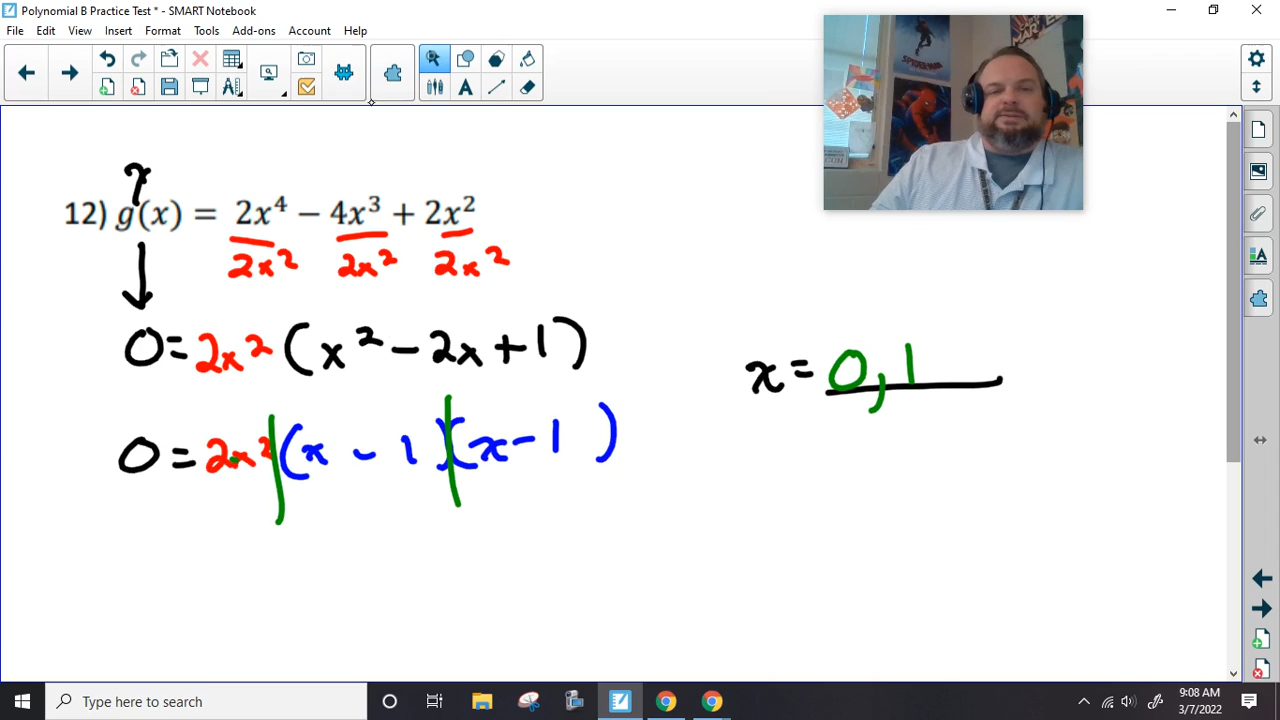 Polynomial B Practice Test * - SMART Notebook
File Edit View Insert Format Tools Add-ons Account Help
SPIDER-MAN
12) g(x) = 2x⁴ − 4x³ + 2x²
2x² 2x² 2x²
0 = 2x² (x² − 2x + 1)
x = 0, 1
0 = 2x² (x − 1)(x − 1)
Type here to search
9:08 AM
3/7/2022